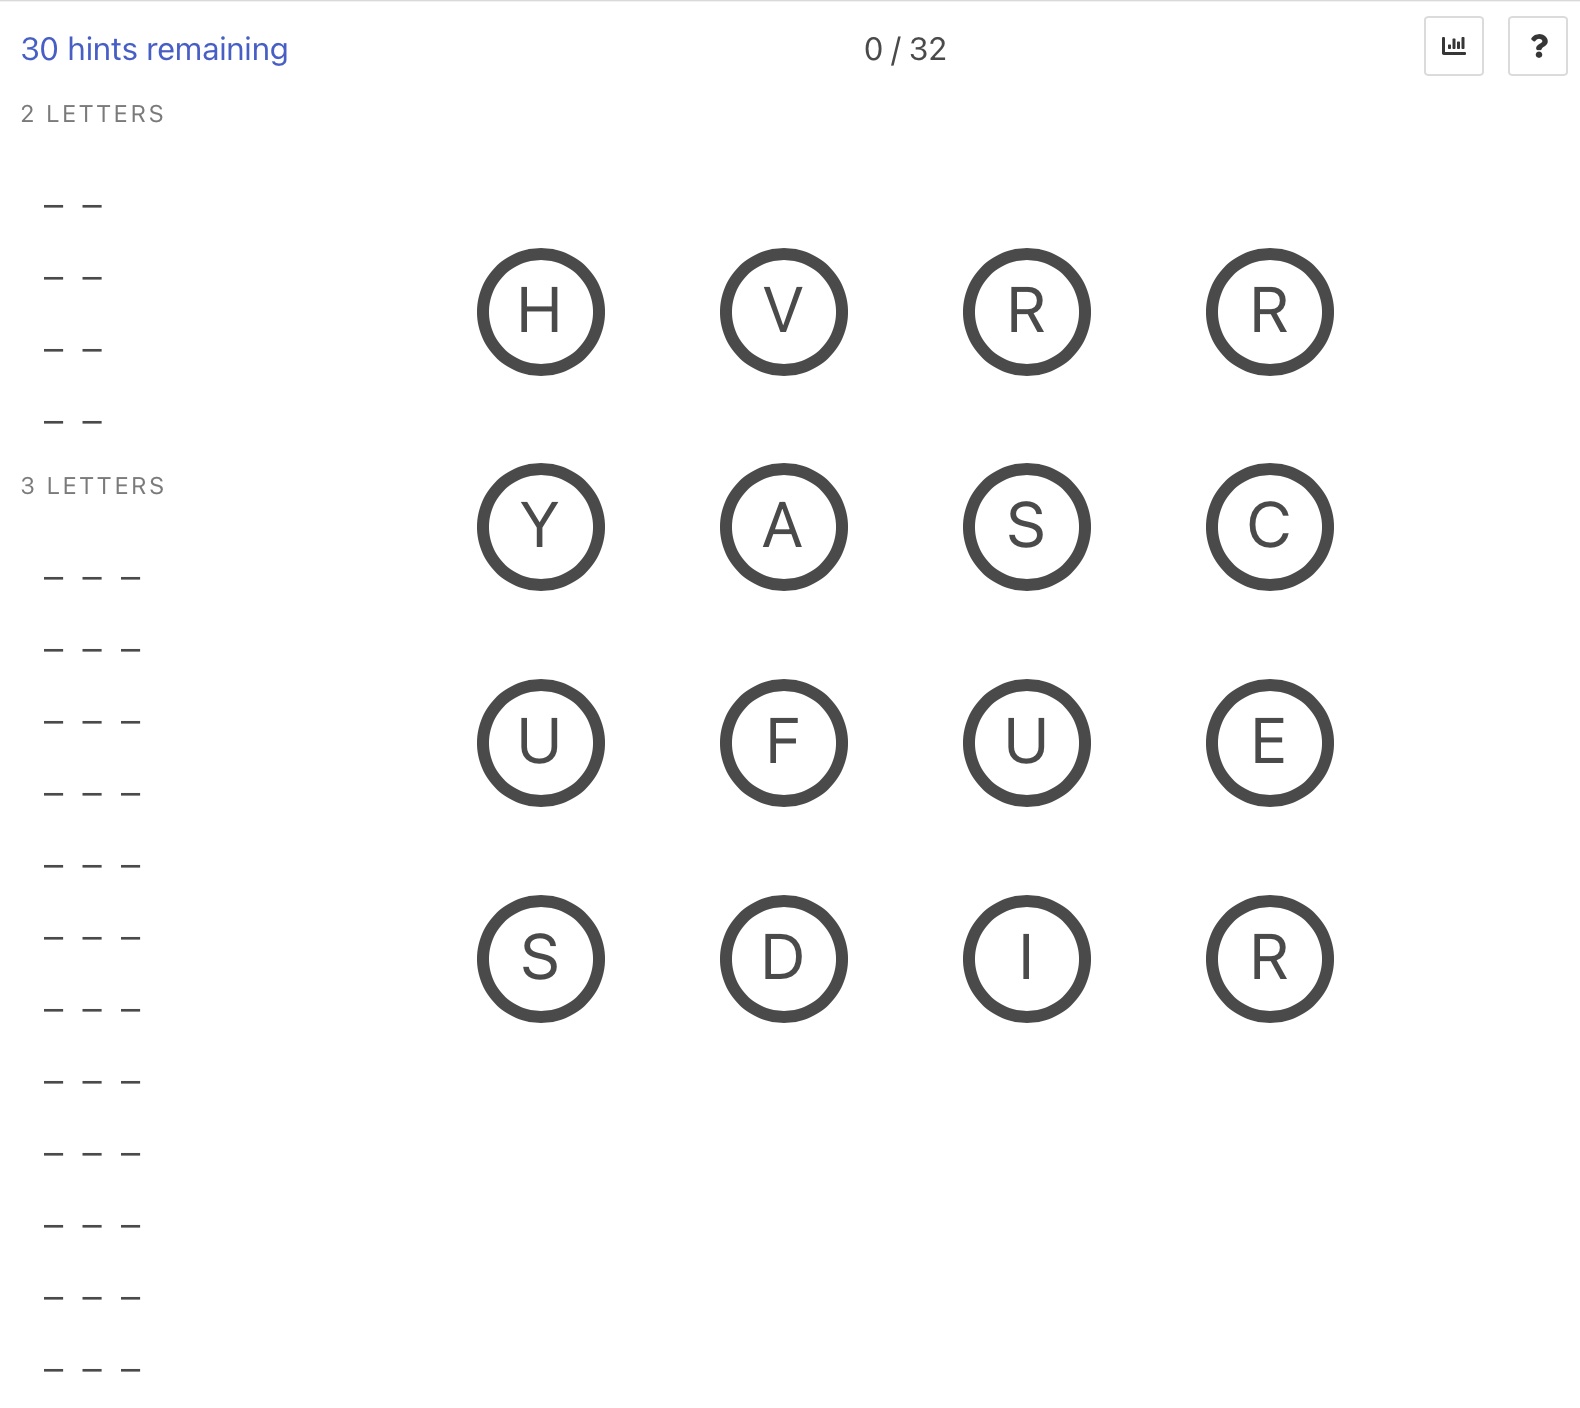 30 hints remaining
0 / 32
?
2 LETTERS
_ _
_ _
_ _
_ _
3 LETTERS
_ _ _
_ _ _
_ _ _
_ _ _
_ _ _
_ _ _
_ _ _
_ _ _
_ _ _
_ _ _
_ _ _
_ _ _
H V R R
Y A S C
U F U E
S D I R